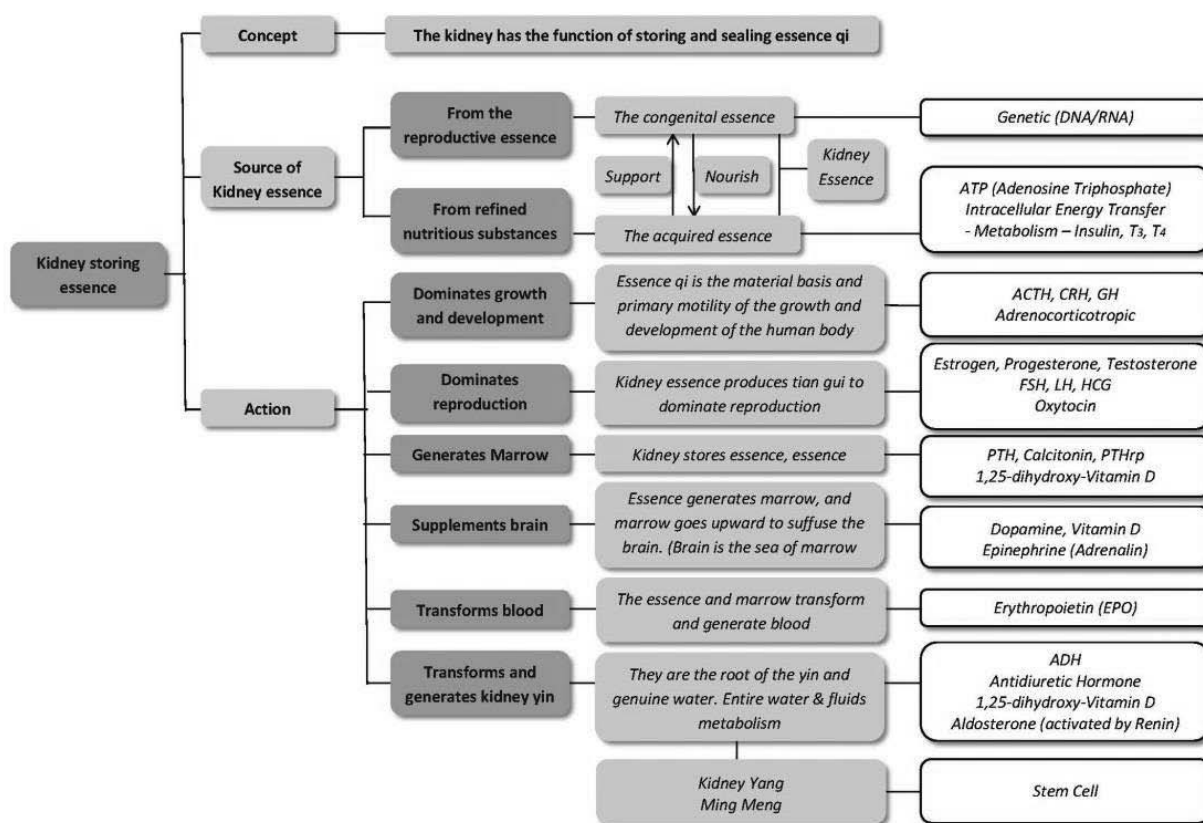 Concept
The kidney has the function of storing and sealing essence qi
From the
reproductive essence
The congenital essence
Genetic (DNA/RNA)
Source of
Kidney essence
Support
Nourish
Kidney
Essence
From refined
nutritious substances
The acquired essence
ATP (Adenosine Triphosphate)
Intracellular Energy Transfer
- Metabolism – Insulin, T₃, T₄
Kidney storing
essence
Dominates growth
and development
Essence qi is the material basis and
primary motility of the growth and
development of the human body
ACTH, CRH, GH
Adrenocorticotropic
Action
Dominates
reproduction
Kidney essence produces tian gui to
dominate reproduction
Estrogen, Progesterone, Testosterone
FSH, LH, HCG
Oxytocin
Generates Marrow
Kidney stores essence, essence
PTH, Calcitonin, PTHrp
1,25-dihydroxy-Vitamin D
Supplements brain
Essence generates marrow, and
marrow goes upward to suffuse the
brain. (Brain is the sea of marrow
Dopamine, Vitamin D
Epinephrine (Adrenalin)
Transforms blood
The essence and marrow transform
and generate blood
Erythropoietin (EPO)
Transforms and
generates kidney yin
They are the root of the yin and
genuine water. Entire water & fluids
metabolism
ADH
Antidiuretic Hormone
1,25-dihydroxy-Vitamin D
Aldosterone (activated by Renin)
Kidney Yang
Ming Meng
Stem Cell